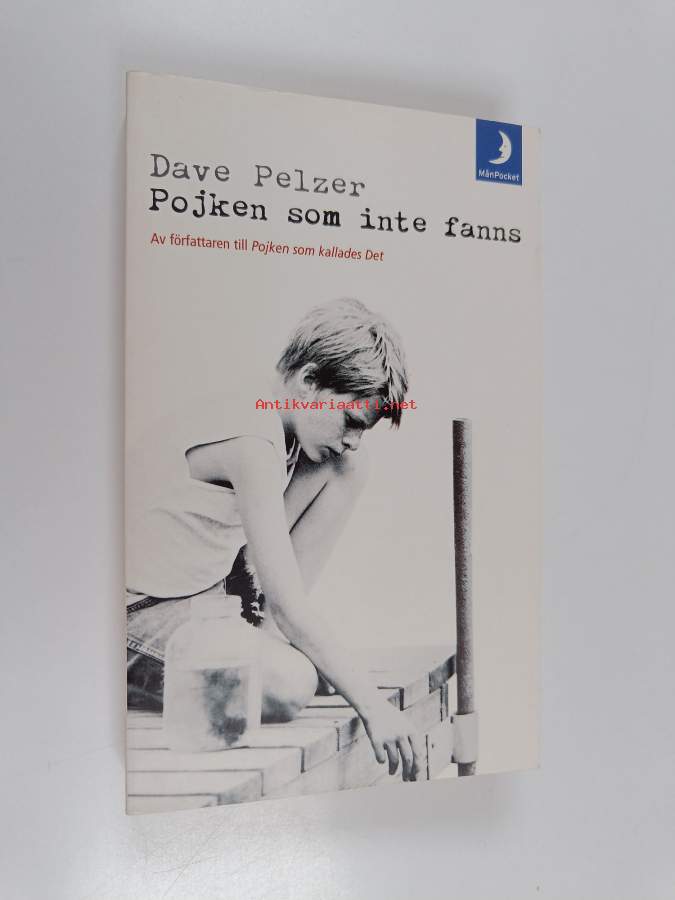 MånPocket
Dave Pelzer
Pojken som inte fanns
Av författaren till Pojken som kallades Det
Antikvariaatti.net